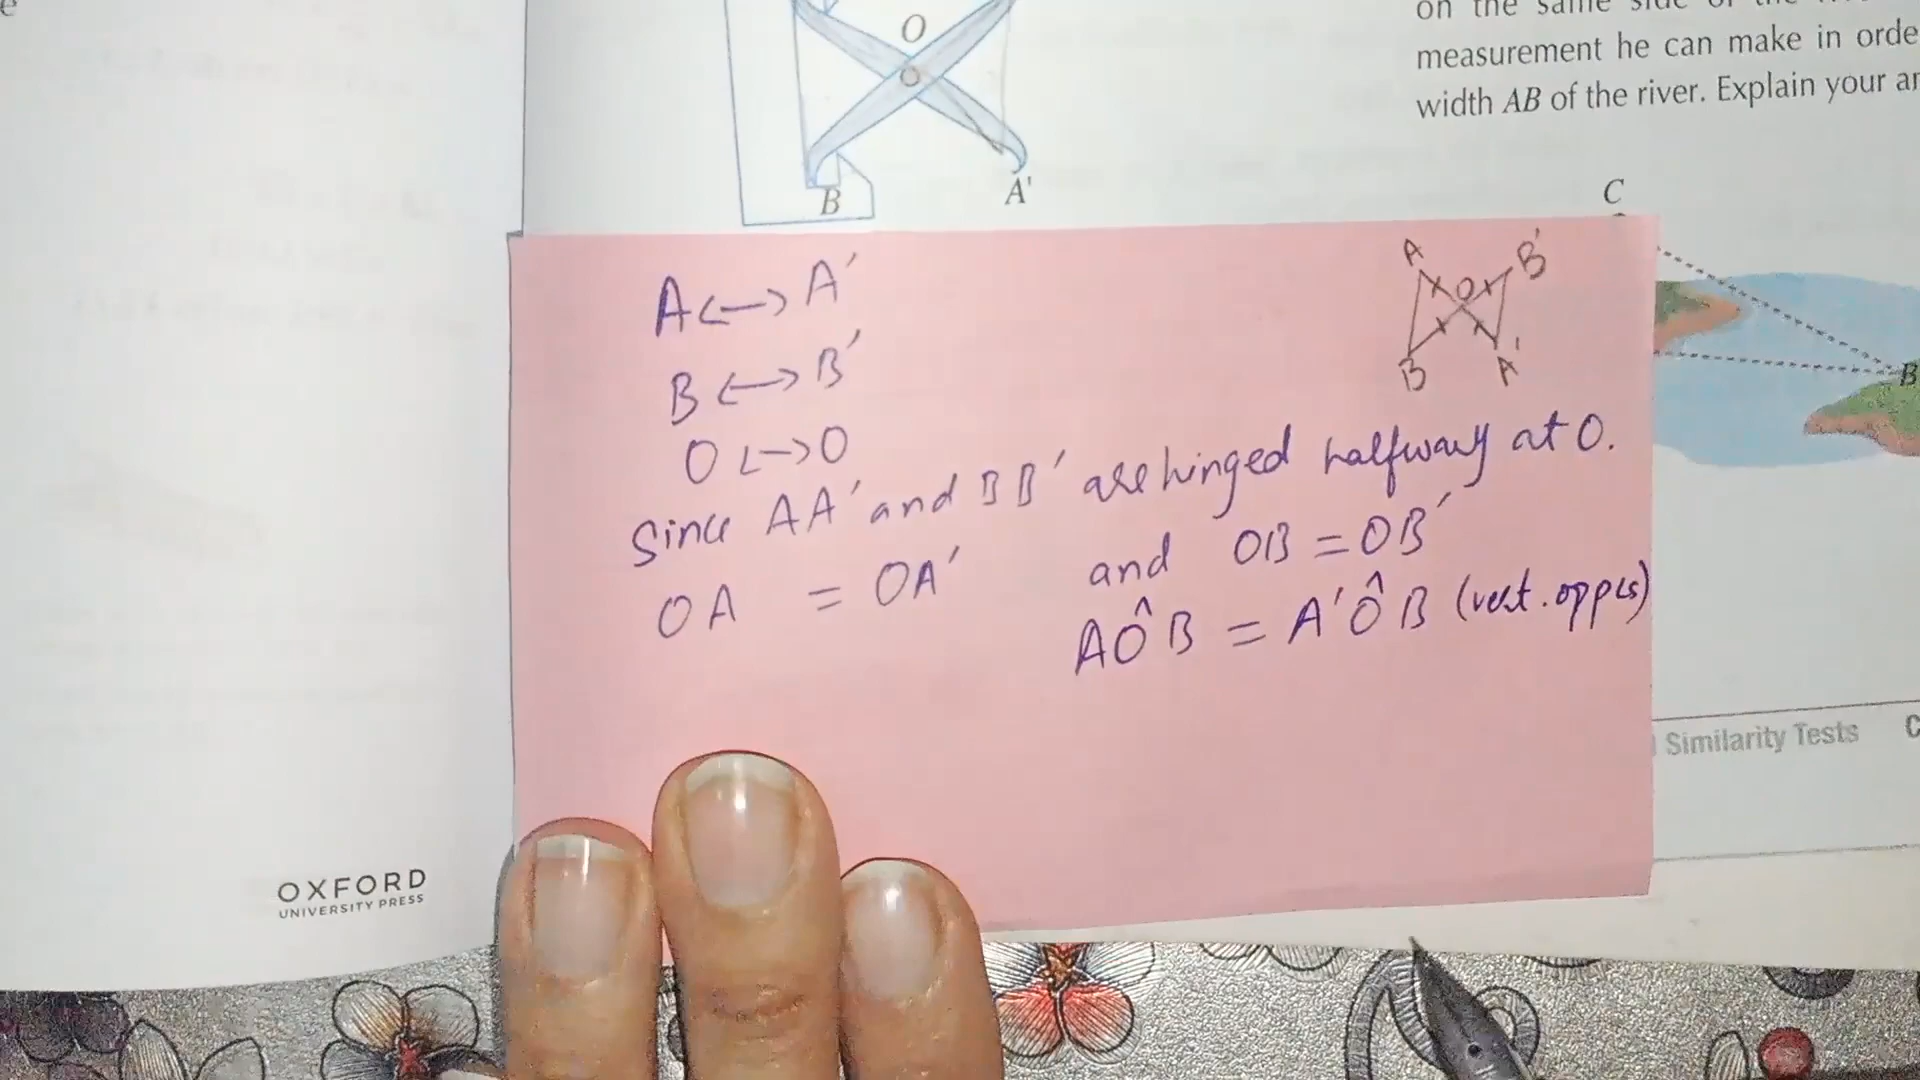 on the same side of the
measurement he can make in orde
width AB of the river. Explain your an
O
B
A'
C
B
A ↔ A'
B ↔ B'
O ↔ O
A
B'
O
B
A'
Since AA' and BB' are hinged halfway at O.
OA = OA' and OB = OB'
AÔB = A'ÔB (vert. opp ∠s)
Similarity Tests
OXFORD
UNIVERSITY PRESS